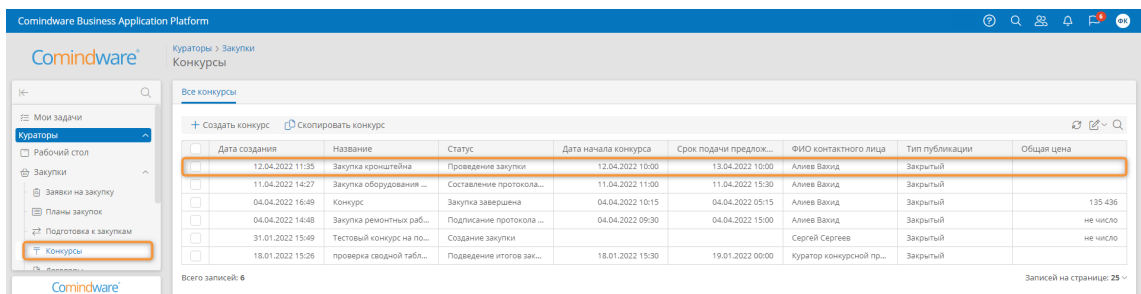 Comindware Business Application Platform
6
ФК
Comindware®
Кураторы > Закупки
Конкурсы
Все конкурсы
Мои задачи
Кураторы
Рабочий стол
Закупки
Заявки на закупку
Планы закупок
Подготовка к закупкам
Конкурсы
Договоры
Comindware®
Создать конкурс Скопировать конкурс
Дата создания Название Статус Дата начала конкурса Срок подачи предлож... ФИО контактного лица Тип публикации Общая цена
12.04.2022 11:35 Закупка кронштейна Проведение закупки 12.04.2022 10:00 13.04.2022 10:00 Алиев Вахид Закрытый
11.04.2022 14:27 Закупка оборудования ... Составление протокола... 11.04.2022 11:00 11.04.2022 15:30 Алиев Вахид Закрытый
04.04.2022 16:49 Конкурс Закупка завершена 04.04.2022 10:15 04.04.2022 05:15 Алиев Вахид Закрытый 135.436
04.04.2022 14:48 Закупка ремонтных раб... Подписание протокола ... 04.04.2022 09:30 04.04.2022 15:00 Алиев Вахид Закрытый не число
31.01.2022 15:49 Тестовый конкурс на по... Создание закупки Сергей Сергеев Закрытый не число
18.01.2022 15:26 проверка сводной табл... Подведение итогов зак... 18.01.2022 15:30 19.01.2022 00:00 Куратор конкурсной пр... Закрытый
Всего записей: 6 Записей на странице: 25